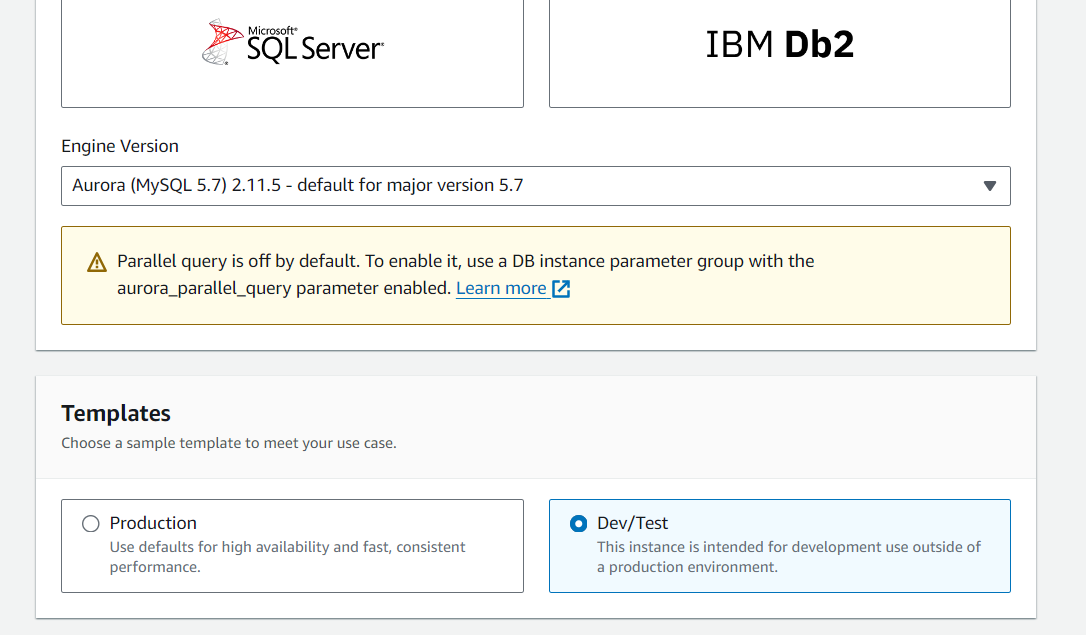 Microsoft®
SQL Server®
IBM Db2
Engine Version
Aurora (MySQL 5.7) 2.11.5 - default for major version 5.7
Parallel query is off by default. To enable it, use a DB instance parameter group with the
aurora_parallel_query parameter enabled. Learn more
Templates
Choose a sample template to meet your use case.
Production
Use defaults for high availability and fast, consistent
performance.
Dev/Test
This instance is intended for development use outside of
a production environment.